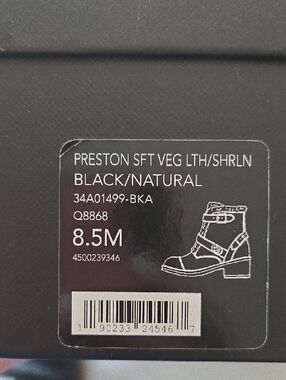 PRESTON SFT VEG LTH/SHRLN
BLACK/NATURAL
34A01499-BKA
Q8868
8.5M
4500239346
1 90233 24546 7